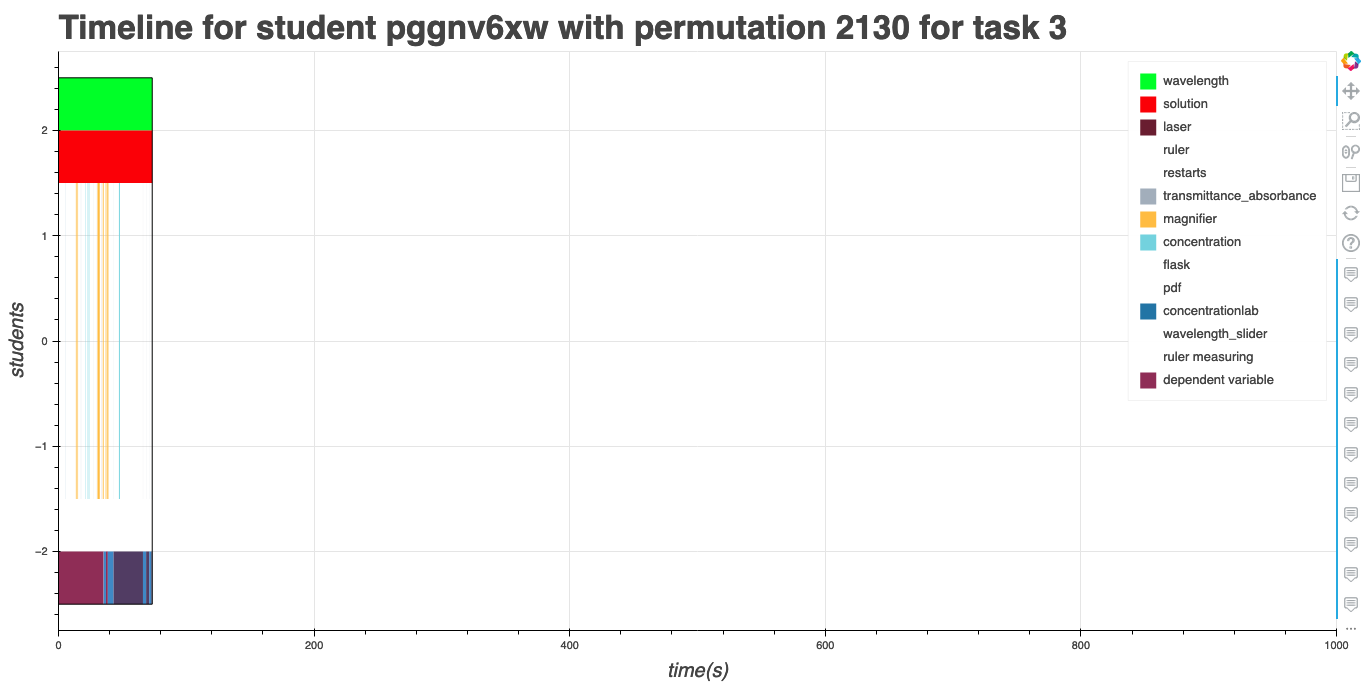 Timeline for student pggnv6xw with permutation 2130 for task 3
wavelength
solution
laser
ruler
restarts
transmittance_absorbance
magnifier
concentration
flask
pdf
concentrationlab
wavelength_slider
ruler measuring
dependent variable
students
2
1
0
−1
−2
0
200
400
600
800
1000
time(s)